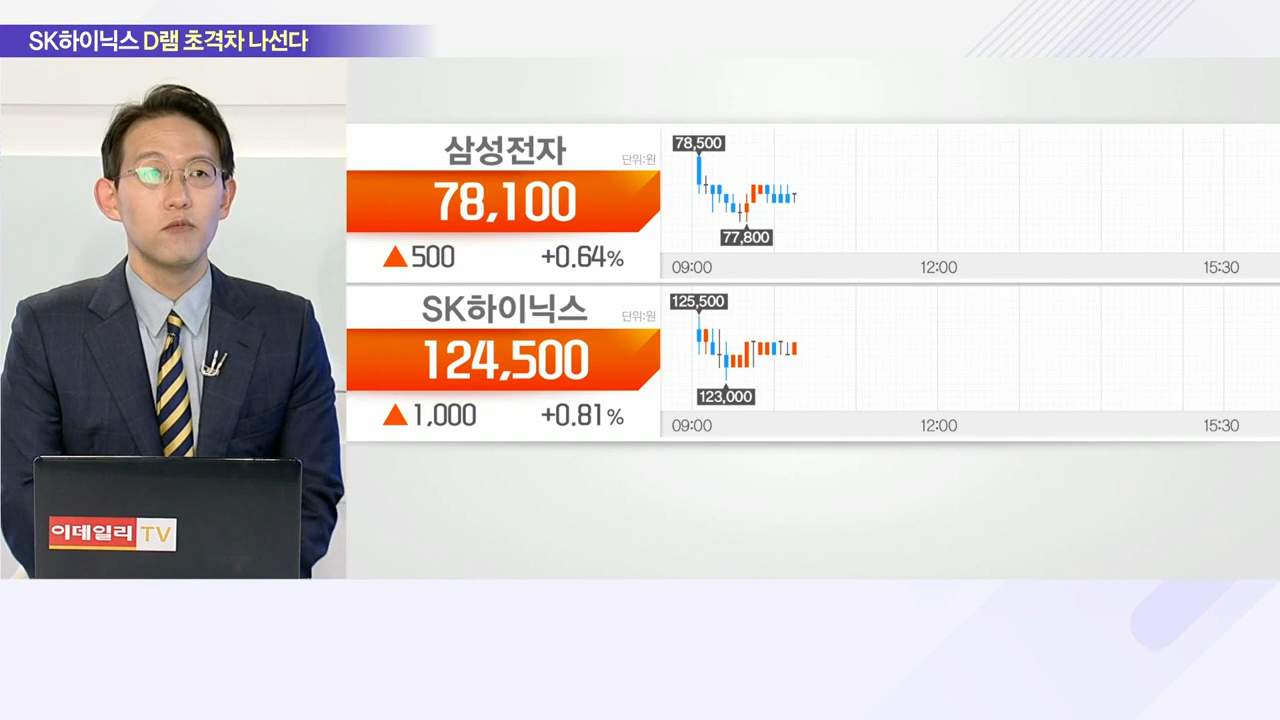 SK하이닉스 D램 초격차 나선다
삼성전자
단위:원
78,100
▲500 +0.64%
78,500
77,800
09:00 12:00 15:30
SK하이닉스
단위:원
124,500
▲1,000 +0.81%
125,500
123,000
09:00 12:00 15:30
이데일리 TV